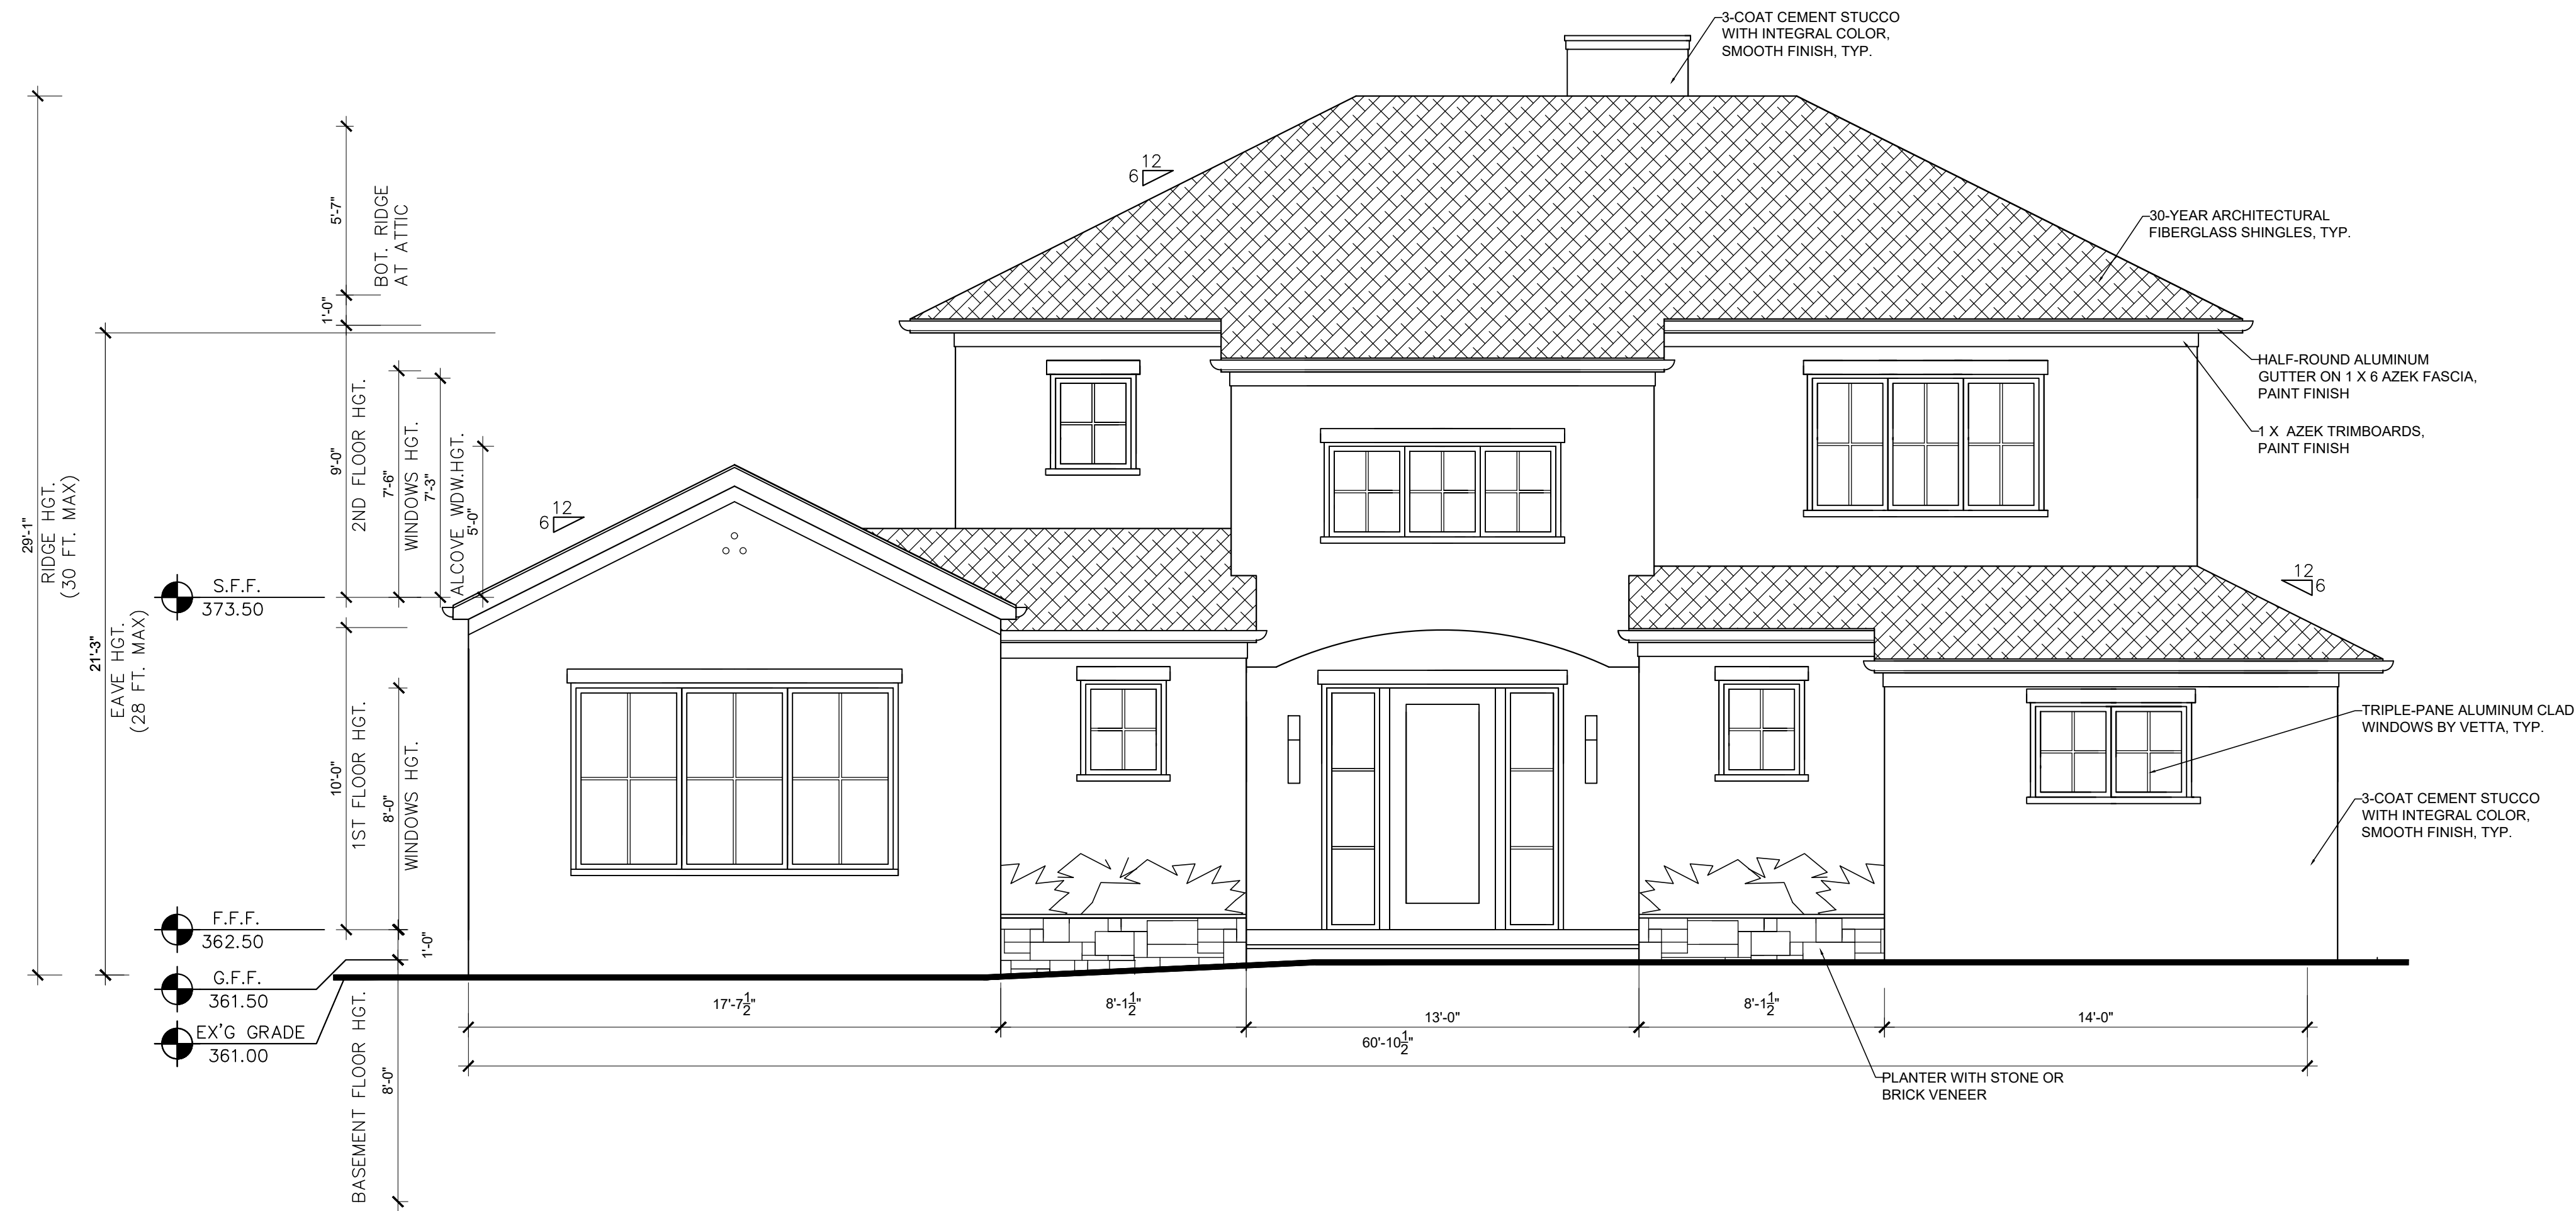 3-COAT CEMENT STUCCO
WITH INTEGRAL COLOR,
SMOOTH FINISH, TYP.
12
6
30-YEAR ARCHITECTURAL
FIBERGLASS SHINGLES, TYP.
HALF-ROUND ALUMINUM
GUTTER ON 1 X 6 AZEK FASCIA,
PAINT FINISH
1 X  AZEK TRIMBOARDS,
PAINT FINISH
12
6
12
6
TRIPLE-PANE ALUMINUM CLAD
WINDOWS BY VETTA, TYP.
3-COAT CEMENT STUCCO
WITH INTEGRAL COLOR,
SMOOTH FINISH, TYP.
PLANTER WITH STONE OR
BRICK VENEER
29'-1"
RIDGE HGT.
(30 FT. MAX)
21'-3"
EAVE HGT.
(28 FT. MAX)
5'-7"
BOT. RIDGE
AT ATTIC
1'-0"
9'-0"
2ND FLOOR HGT.
7'-6"
WINDOWS HGT.
7'-3"
ALCOVE WDW.HGT.
5'-0"
S.F.F.
373.50
10'-0"
1ST FLOOR HGT.
8'-0"
WINDOWS HGT.
F.F.F.
362.50
1'-0"
G.F.F.
361.50
EX'G GRADE
361.00
BASEMENT FLOOR HGT.
8'-0"
17'-7 1/2"
8'-1 1/2"
13'-0"
8'-1 1/2"
14'-0"
60'-10 1/2"